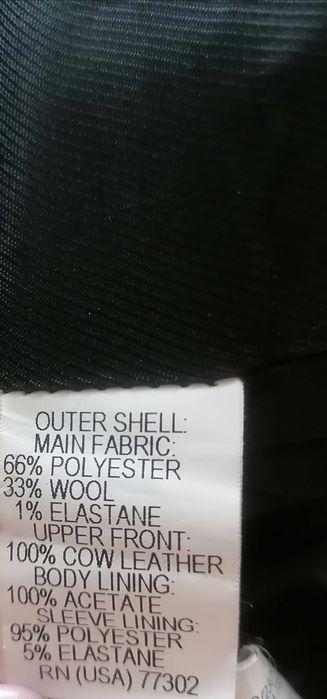 OUTER SHELL:
MAIN FABRIC:
66% POLYESTER
33% WOOL
1% ELASTANE
UPPER FRONT:
100% COW LEATHER
BODY LINING:
100% ACETATE
SLEEVE LINING:
95% POLYESTER
5% ELASTANE
RN (USA) 77302